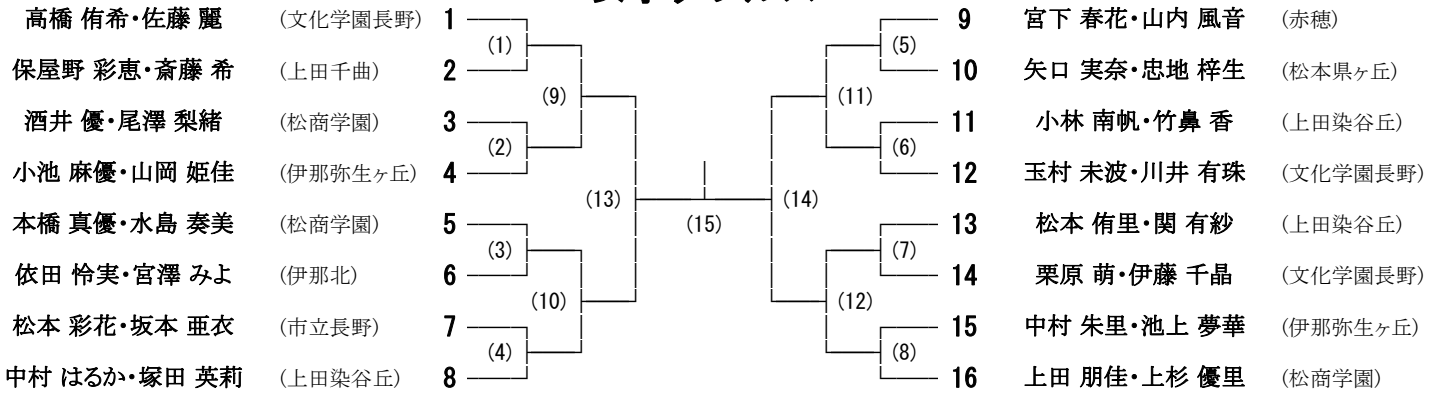 高橋 侑希・佐藤 麗 (文化学園長野) 1
保屋野 彩恵・斎藤 希 (上田千曲) 2
酒井 優・尾澤 梨緒 (松商学園) 3
小池 麻優・山岡 姫佳 (伊那弥生ヶ丘) 4
本橋 真優・水島 奏美 (松商学園) 5
依田 怜実・宮澤 みよ (伊那北) 6
松本 彩花・坂本 亜衣 (市立長野) 7
中村 はるか・塚田 英莉 (上田染谷丘) 8
(1)
(2)
(3)
(4)
(9)
(10)
(13)
(15)
(14)
(11)
(12)
(5)
(6)
(7)
(8)
9 宮下 春花・山内 風音 (赤穂)
10 矢口 実奈・忠地 梓生 (松本県ヶ丘)
11 小林 南帆・竹鼻 香 (上田染谷丘)
12 玉村 未波・川井 有珠 (文化学園長野)
13 松本 侑里・関 有紗 (上田染谷丘)
14 栗原 萌・伊藤 千晶 (文化学園長野)
15 中村 朱里・池上 夢華 (伊那弥生ヶ丘)
16 上田 朋佳・上杉 優里 (松商学園)